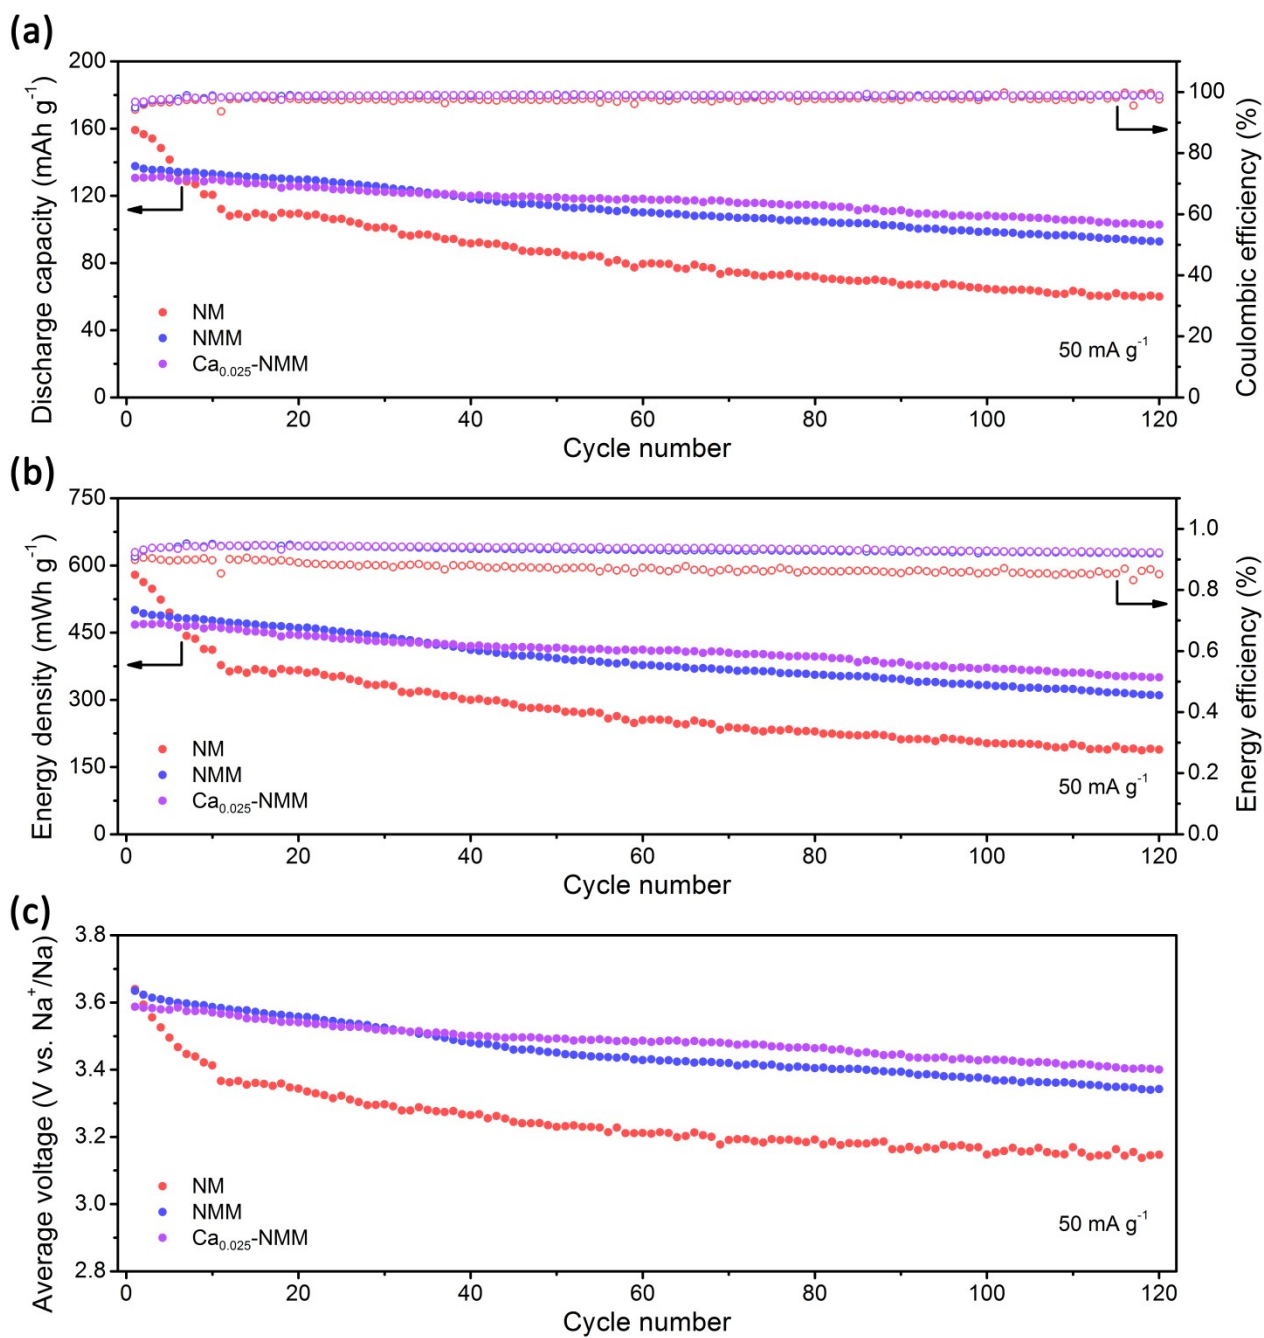 (a)
200
160
120
80
40
0
Discharge capacity (mAh g⁻¹)
100
80
60
40
20
0
Coulombic efficiency (%)
NM
NMM
Ca₀.₀₂₅-NMM
50 mA g⁻¹
0 20 40 60 80 100 120
Cycle number
(b)
750
600
450
300
150
0
Energy density (mWh g⁻¹)
1.0
0.8
0.6
0.4
0.2
0.0
Energy efficiency (%)
NM
NMM
Ca₀.₀₂₅-NMM
50 mA g⁻¹
0 20 40 60 80 100 120
Cycle number
(c)
3.8
3.6
3.4
3.2
3.0
2.8
Average voltage (V vs. Na⁺/Na)
NM
NMM
Ca₀.₀₂₅-NMM
50 mA g⁻¹
0 20 40 60 80 100 120
Cycle number